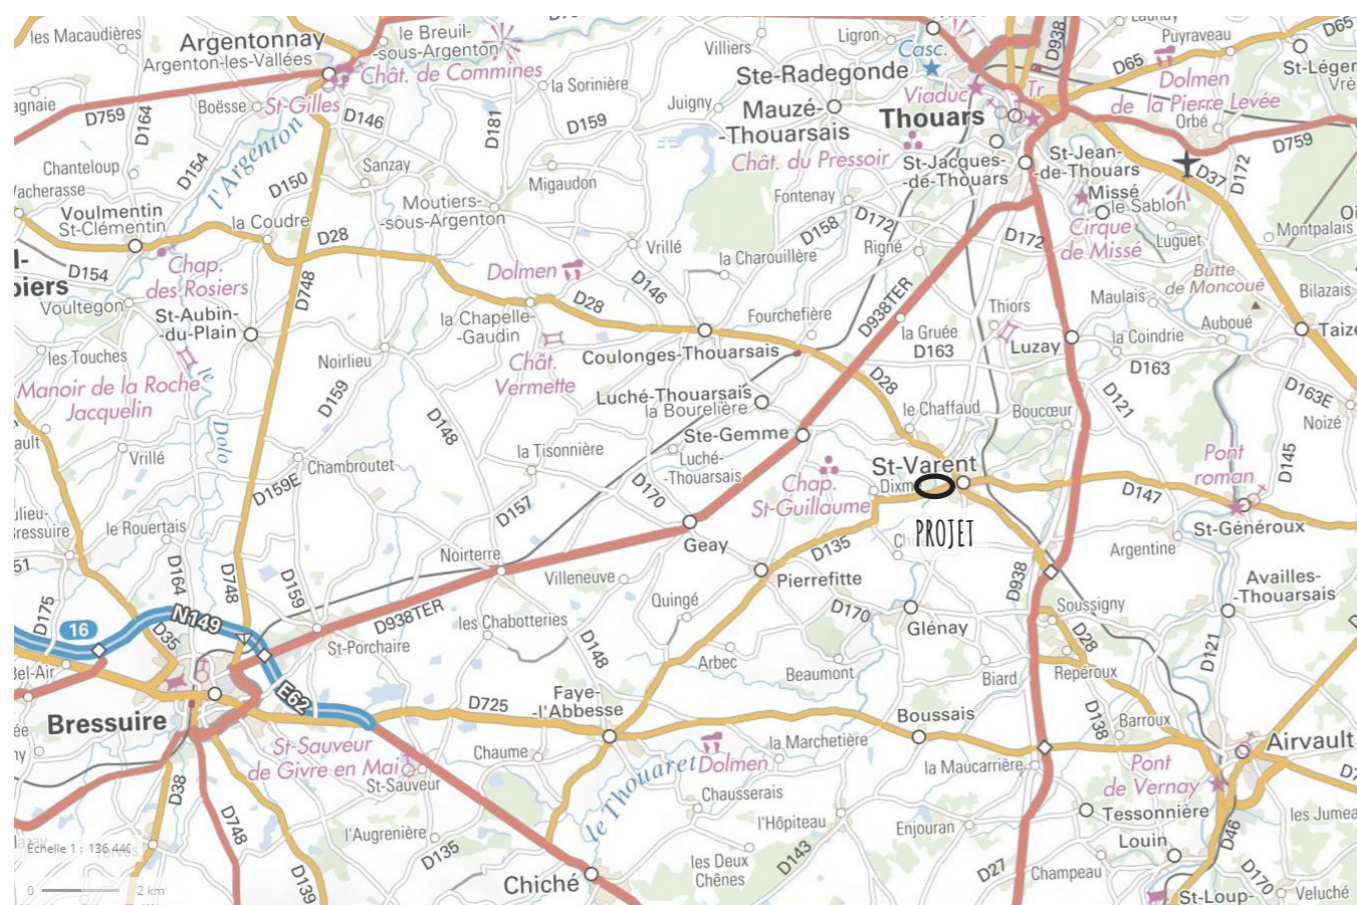 les Macaudières
Argentonnay
Argenton-les-Vallées
le Breuil-
-sous-Argenton
Chât. de Commines
St-Gilles
Boësse
D759
D164
D154
D146
D181
D159
la Sorinière
Villiers
Ligron
Casc.
Ste-Radegonde
Viaduc
Tr
D938
D65
Puyraveau
Dolmen
de la Pierre Levée
Orbé
St-Léger
Vrè
D65
Juigny
Mauzé-
-Thouarsais
Thouars
Chât. du Pressoir
St-Jacques-
-de-Thouars
St-Jean-
-de-Thouars
Missé
le Sablon
Cirque
de Missé
Luguet
D37
D172
D759
Montpalais
Chanteloup
D150
l'Argenton
Sanzay
Migaudon
Moutiers-
-sous-Argenton
Fontenay
D158
D172
Rigné
D172
Voulmentin
St-Clémentin
la Coudre
D28
Vrillé
la Charouillère
D154
Chap.
des Rosiers
D748
Dolmen
D28
D146
Butte
de Moncoué
Bilazais
Voultegon
St-Aubin-
-du-Plain
la Chapelle-
-Gaudin
Fourchefière
D938TER
la Gruée
Thiors
Maulais
Auboué
la Coindrie
les Touches
Manoir de la Roche
Jacquelin
le
Dolo
Noirlieu
Chât.
Vermette
Coulonges-Thouarsais
D163
Luzay
D163
D28
D121
D163E
Noizé
D159
D148
Luché-Thouarsais
la Bourelière
le Chaffaud
Boucœur
Vrillé
la Tisonnière
Ste-Gemme
Luché-
-Thouarsais
St-Varent
Pont
roman
D145
Chambroutet
D159E
D157
D170
Chap.
St-Guillaume
D147
St-Généroux
PROJET
le Rouertais
Noirterre
Geay
D135
Argentine
D164
D748
D159
Villeneuve
Pierrefitte
D938
Availles-
-Thouarsais
D175
16
N149
D35
D938TER
les Chabotteries
Quingé
D170
Glénay
Soussigny
D28
D121
St-Porchaire
D148
Arbec
Beaumont
Biard
Repéroux
Bel-Air
E62
Bressuire
D725
Faye-
-l'Abbesse
Boussais
D138
Barroux
Airvault
St-Sauveur
de Givre en Mai
St-Sauveur
Chaume
le Thouaret
Dolmen
la Marchetière
la Maucarrière
Pont
de Vernay
D38
D748
Chausserais
Tessonnière
les Jumea
l'Augrenière
l'Hôpiteau
Enjouran
Louin
D46
D135
D139
les Deux
Chênes
D143
D27
Champeau
D170
Chiché
St-Loup-
Veluché
Echelle 1 : 136 440
0
2 km